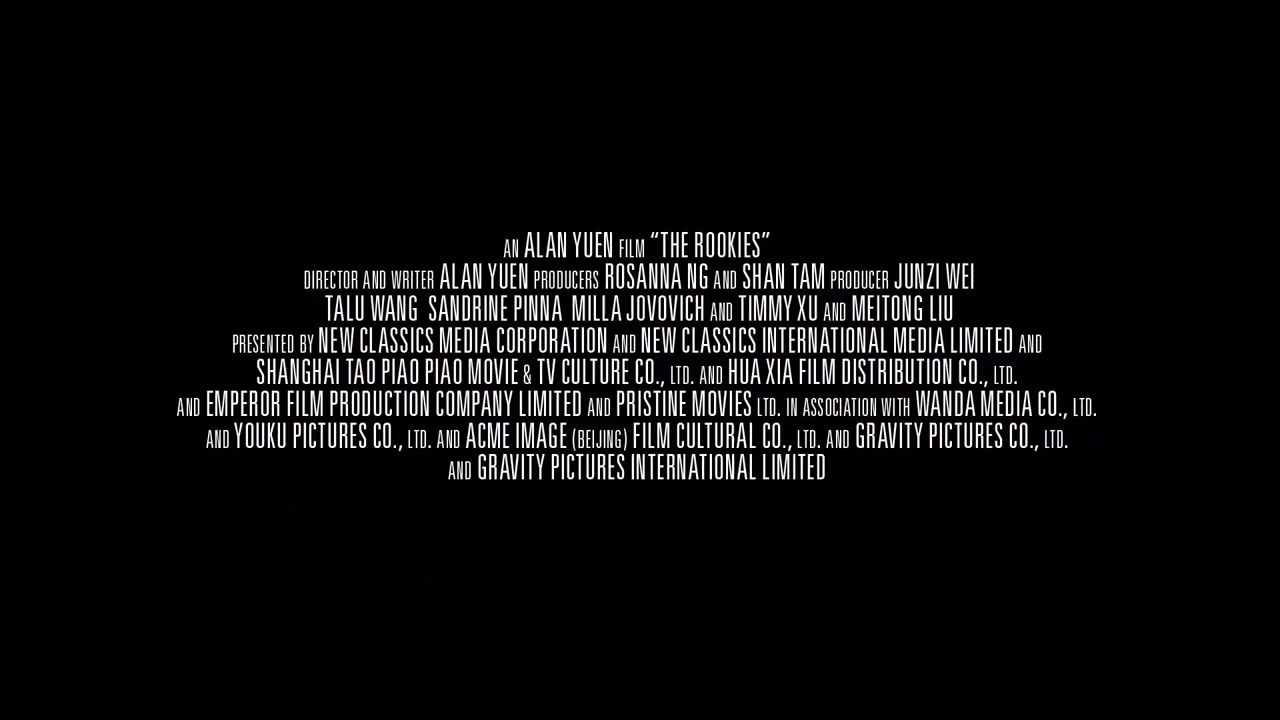 AN ALAN YUEN FILM “THE ROOKIES”
DIRECTOR AND WRITER ALAN YUEN PRODUCERS ROSANNA NG AND SHAN TAM PRODUCER JUNZI WEI
TALU WANG SANDRINE PINNA MILLA JOVOVICH AND TIMMY XU AND MEITONG LIU
PRESENTED BY NEW CLASSICS MEDIA CORPORATION AND NEW CLASSICS INTERNATIONAL MEDIA LIMITED AND
SHANGHAI TAO PIAO PIAO MOVIE & TV CULTURE CO., LTD. AND HUA XIA FILM DISTRIBUTION CO., LTD.
AND EMPEROR FILM PRODUCTION COMPANY LIMITED AND PRISTINE MOVIES LTD. IN ASSOCIATION WITH WANDA MEDIA CO., LTD.
AND YOUKU PICTURES CO., LTD. AND ACME IMAGE (BEIJING) FILM CULTURAL CO., LTD. AND GRAVITY PICTURES CO., LTD.
AND GRAVITY PICTURES INTERNATIONAL LIMITED